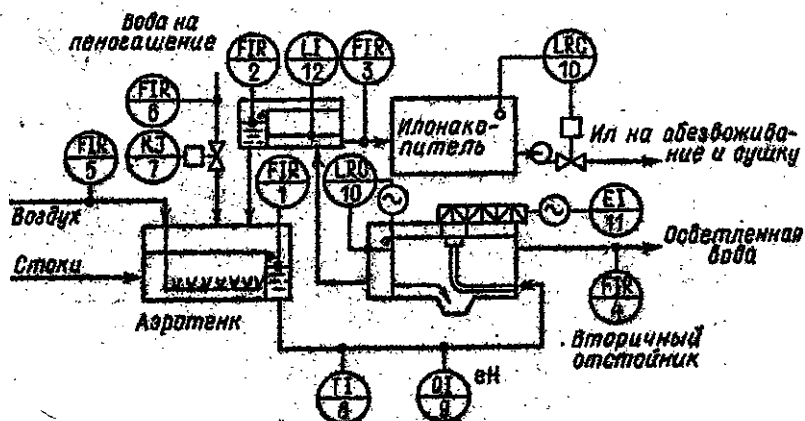 Вода на
пеногашение
FIR
2
LI
12
FIR
3
LRC
10
FIR
6
FIR
5
KJ
7
FIR
1
LRC
10
Илонако-
питель
Ил на обезвожива-
ние и сушку
EI
11
Воздух
Стоки
Осветленная
вода
Аэротенк
FIR
4
Вторичный
отстойник
TI
8
QI
9
eH